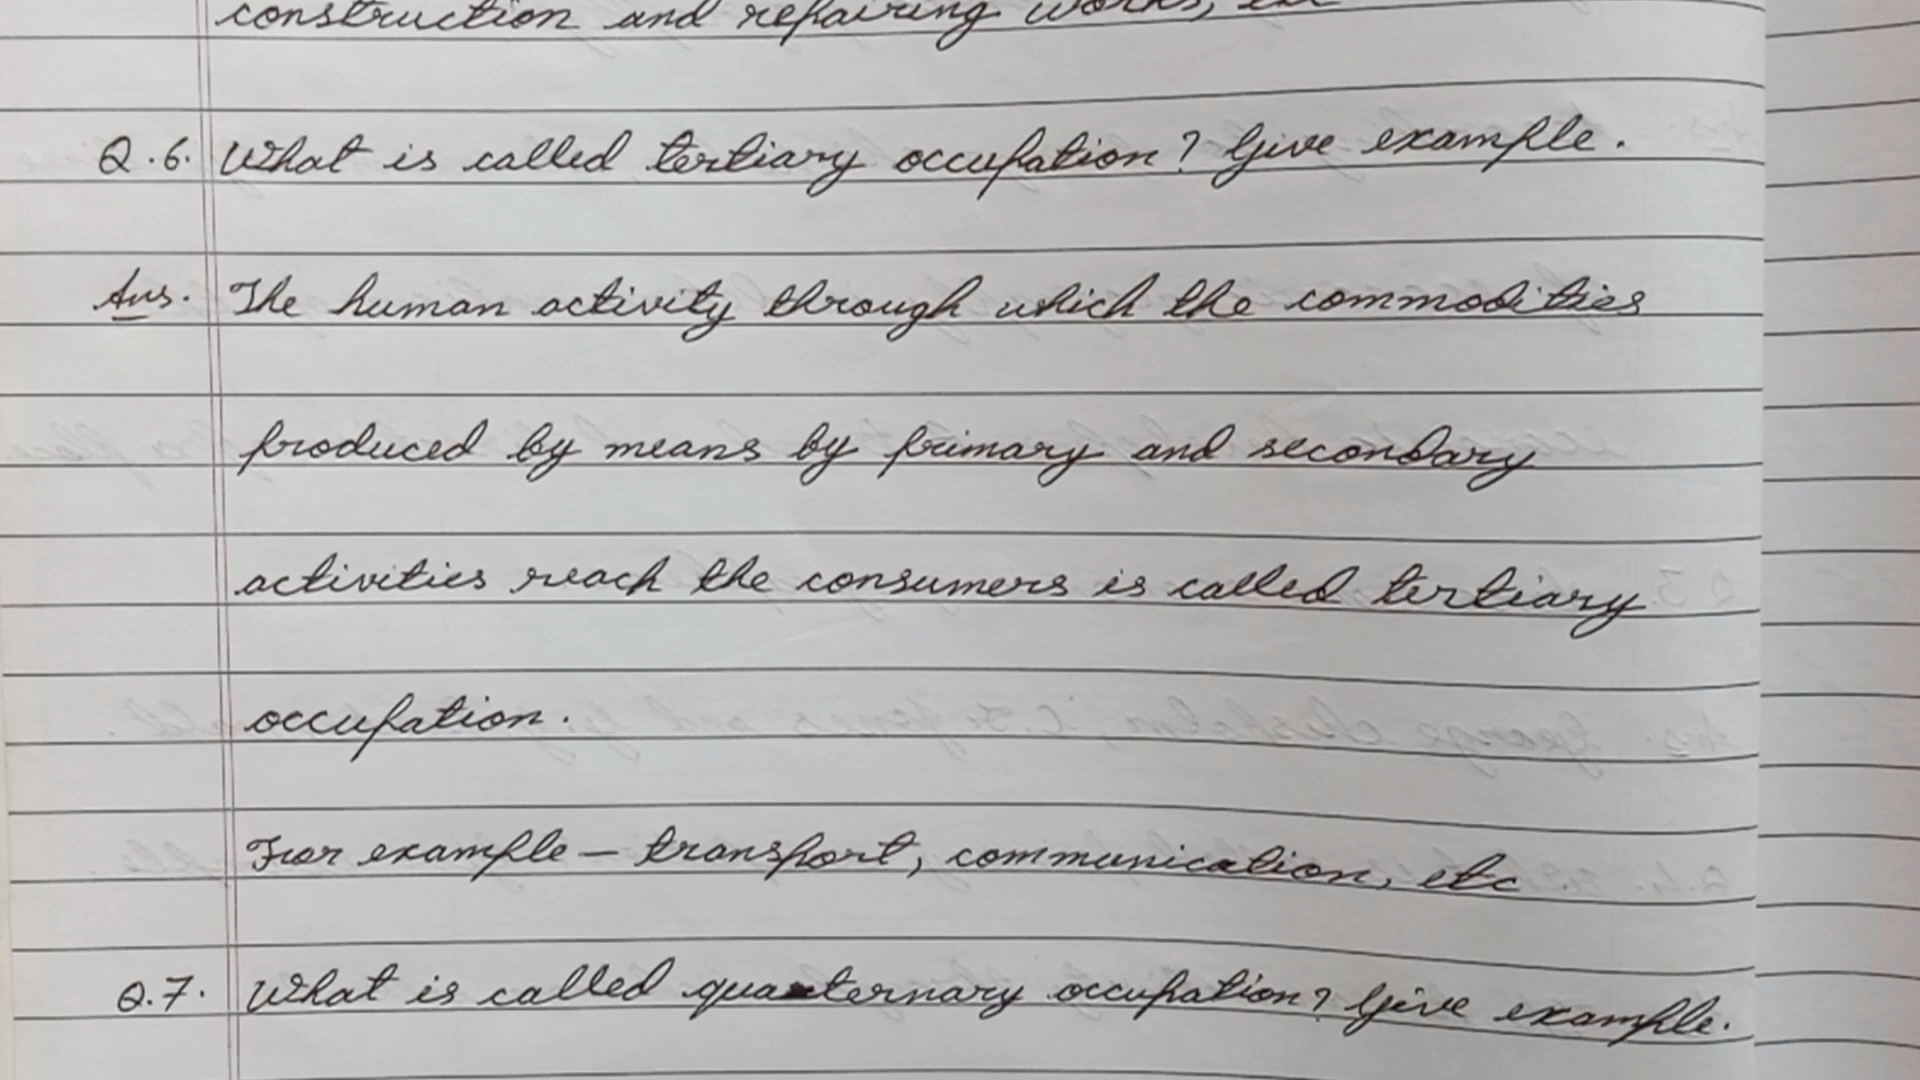 construction and repairing works, etc
Q.6. What is called tertiary occupation? Give example.
Ans. The human activity through which the commodities
produced by means by primary and secondary
activities reach the consumers is called tertiary
occupation.
For example – transport, communication, etc
Q.7. What is called quaternary occupation? Give example.